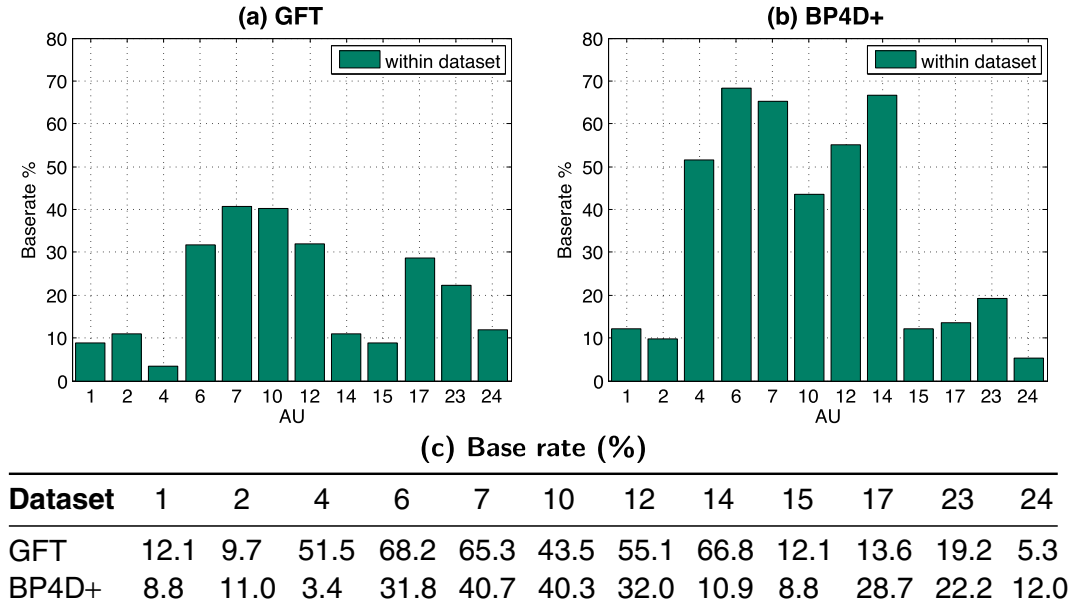 (a) GFT
80
70
60
50
40
30
20
10
0
Baserate %
within dataset
1 2 4 6 7 10 12 14 15 17 23 24
AU
(b) BP4D+
80
70
60
50
40
30
20
10
0
Baserate %
within dataset
1 2 4 6 7 10 12 14 15 17 23 24
AU
(c) Base rate (%)
Dataset 1 2 4 6 7 10 12 14 15 17 23 24
GFT 12.1 9.7 51.5 68.2 65.3 43.5 55.1 66.8 12.1 13.6 19.2 5.3
BP4D+ 8.8 11.0 3.4 31.8 40.7 40.3 32.0 10.9 8.8 28.7 22.2 12.0